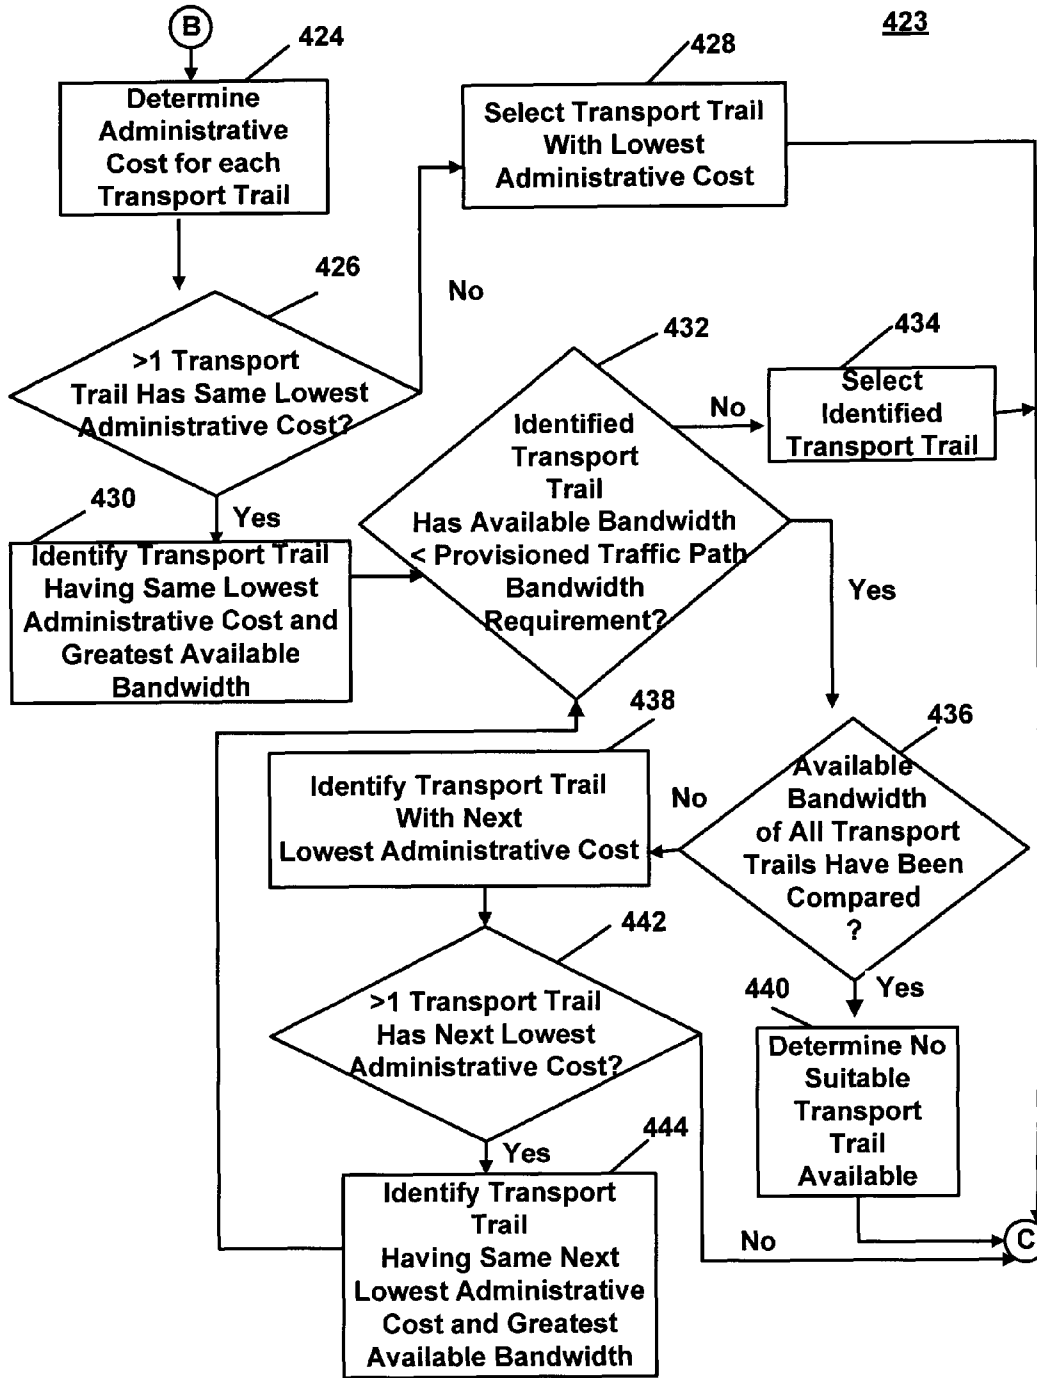 B
424
423
428
Determine
Administrative
Cost for each
Transport Trail
Select Transport Trail
With Lowest
Administrative Cost
426
No
>1 Transport
Trail Has Same Lowest
Administrative Cost?
432
434
Identified
Transport
Trail
Has Available Bandwidth
< Provisioned Traffic Path
Bandwidth
Requirement?
No
Select
Identified
Transport Trail
430
Yes
Identify Transport Trail
Having Same Lowest
Administrative Cost and
Greatest Available
Bandwidth
Yes
438
436
Identify Transport Trail
With Next
Lowest Administrative Cost
No
Available
Bandwidth
of All Transport
Trails Have Been
Compared
?
442
>1 Transport Trail
Has Next Lowest
Administrative Cost?
440
Yes
Determine No
Suitable
Transport
Trail
Available
444
Yes
Identify Transport
Trail
Having Same Next
Lowest Administrative
Cost and Greatest
Available Bandwidth
No
C